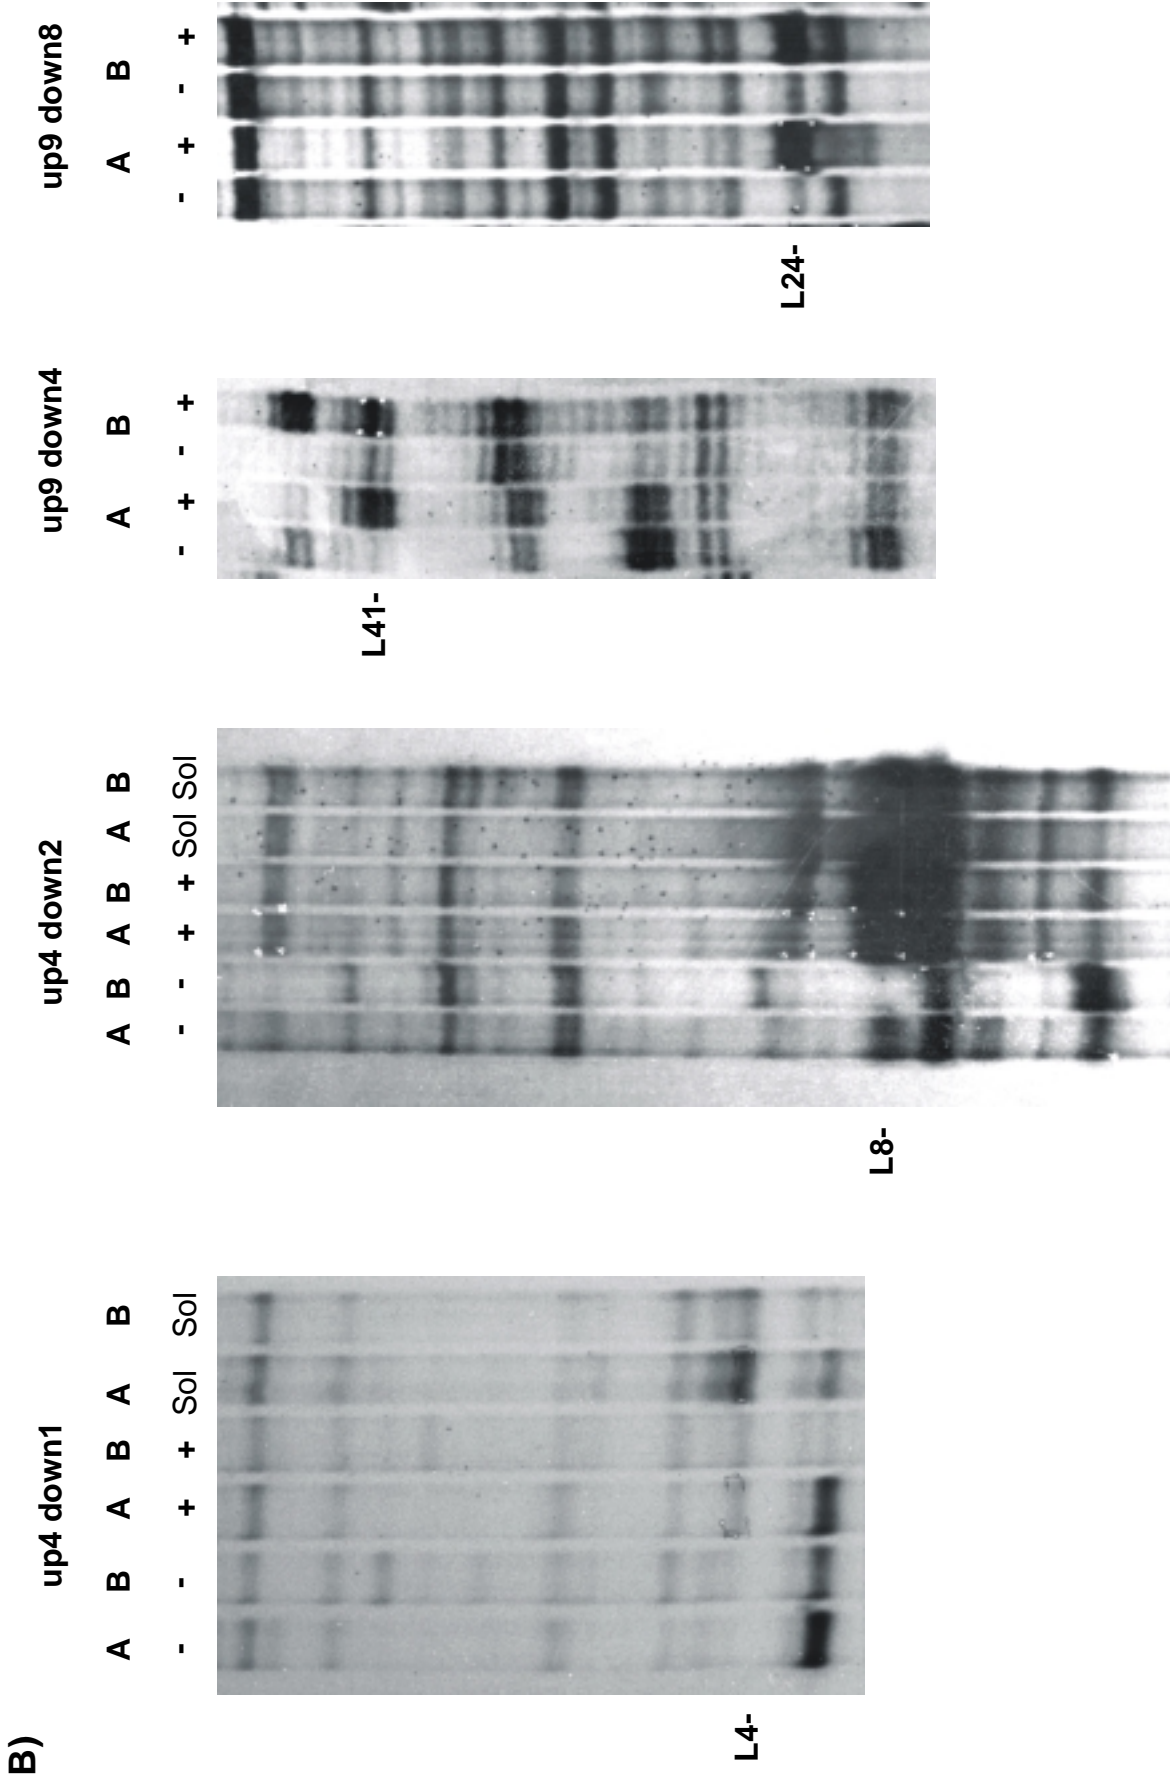 B)
up4 down1
A B A B A B
- - + + Sol Sol
L4-
up4 down2
A B A B A B
- - + + Sol Sol
L8-
up9 down4
A B
- + - +
L41-
up9 down8
A B
- + - +
L24-